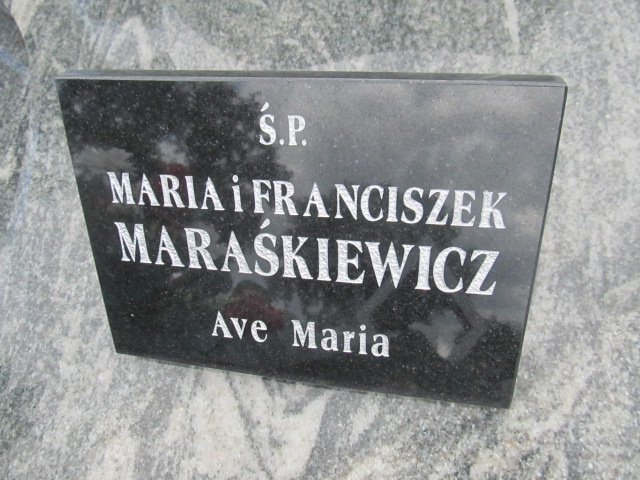 Ś.P.
MARIA i FRANCISZEK
MARAŚKIEWICZ
Ave Maria